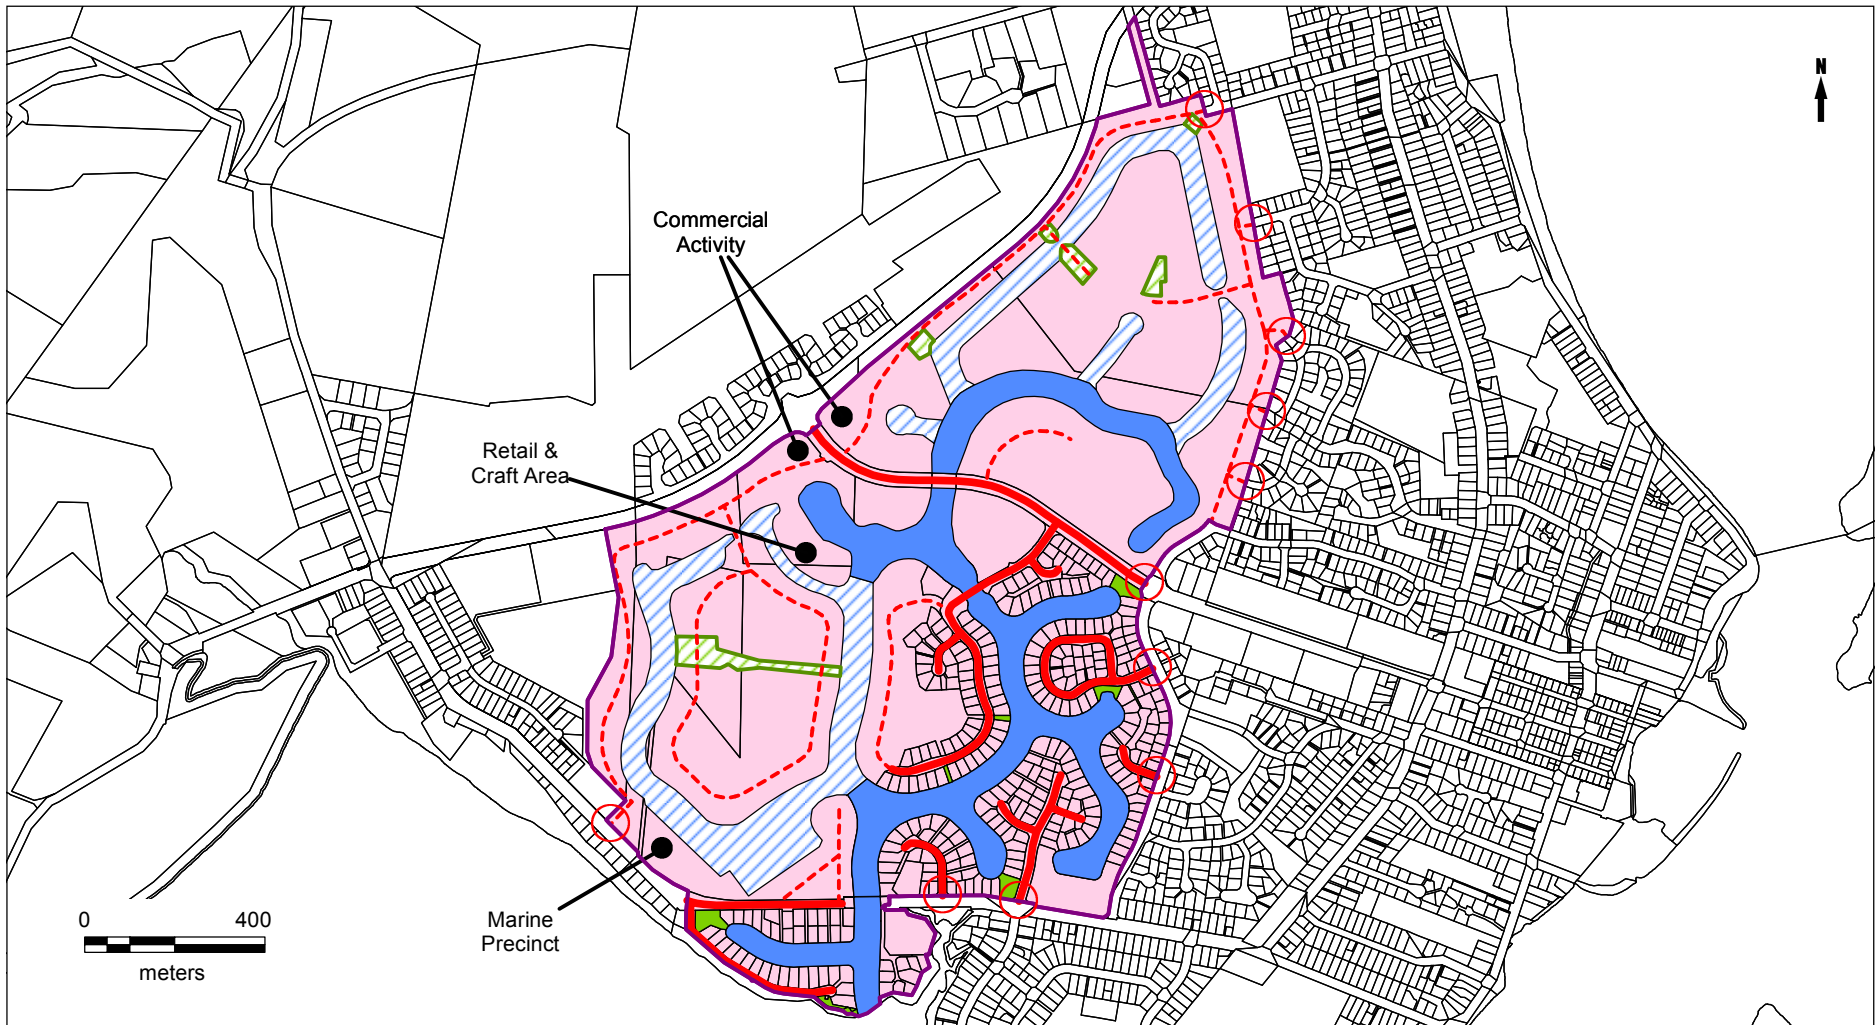 N
Commercial
Activity
Retail &
Craft Area
Marine
Precinct
0 400
meters